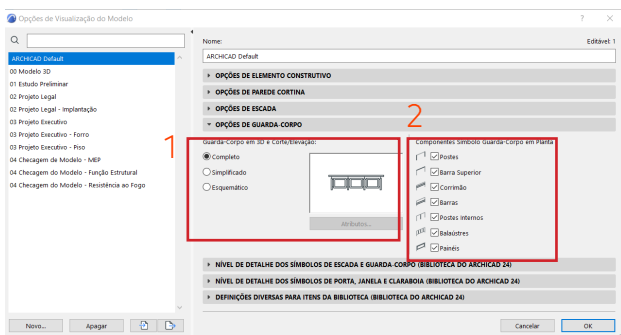 Opções de Visualização do Modelo
?
ARCHICAD Default
00 Modelo 3D
01 Estudo Preliminar
02 Projeto Legal
02 Projeto Legal - Implantação
03 Projeto Executivo
03 Projeto Executivo - Forro
03 Projeto Executivo - Piso
04 Checagem de Modelo - MEP
04 Checagem do Modelo - Função Estrutural
04 Checagem do Modelo - Resistência ao Fogo
Novo...
Apagar
Nome:
Editável: 1
ARCHICAD Default
OPÇÕES DE ELEMENTO CONSTRUTIVO
OPÇÕES DE PAREDE CORTINA
OPÇÕES DE ESCADA
OPÇÕES DE GUARDA-CORPO
1
Guarda-Corpo em 3D e Corte/Elevação:
Completo
Simplificado
Esquemático
Atributos...
2
Componentes Símbolo Guarda-Corpo em Planta
Postes
Barra Superior
Corrimão
Barras
Postes Internos
Balaústres
Painéis
NÍVEL DE DETALHE DOS SÍMBOLOS DE ESCADA E GUARDA-CORPO (BIBLIOTECA DO ARCHICAD 24)
NÍVEL DE DETALHE DOS SÍMBOLOS DE PORTA, JANELA E CLARABOIA (BIBLIOTECA DO ARCHICAD 24)
DEFINIÇÕES DIVERSAS PARA ITENS DA BIBLIOTECA (BIBLIOTECA DO ARCHICAD 24)
Cancelar
OK